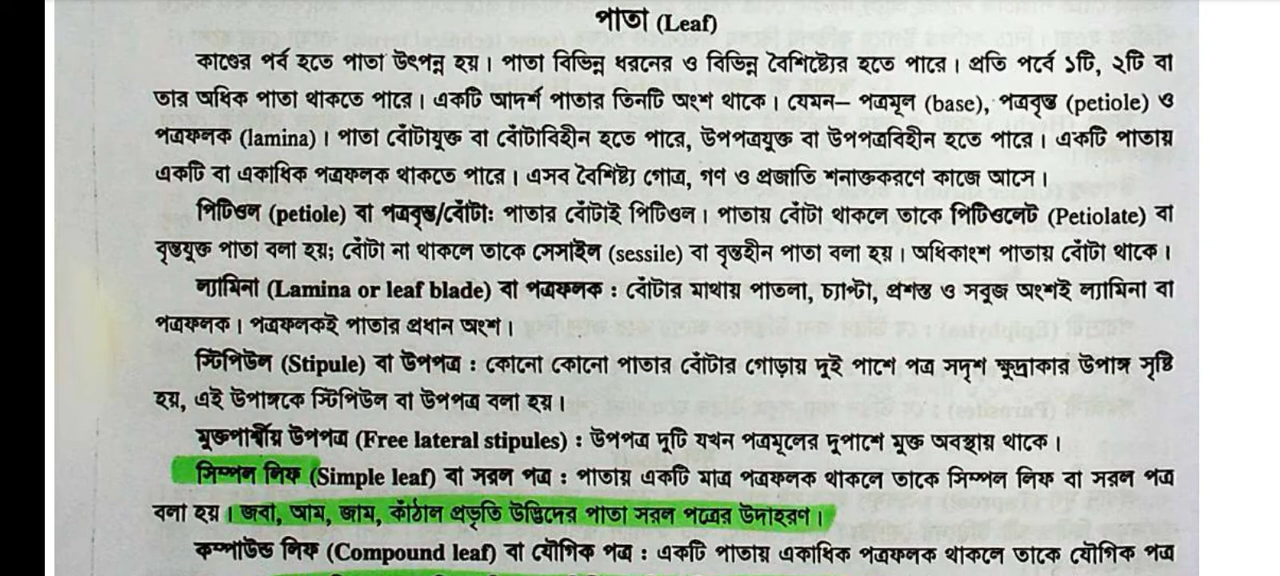 পাতা (Leaf)
কাণ্ডের পর্ব হতে পাতা উৎপন্ন হয়। পাতা বিভিন্ন ধরনের ও বিভিন্ন বৈশিষ্ট্যের হতে পারে। প্রতি পর্বে ১টি, ২টি বা
তার অধিক পাতা থাকতে পারে। একটি আদর্শ পাতার তিনটি অংশ থাকে। যেমন– পত্রমূল (base), পত্রবৃন্ত (petiole) ও
পত্রফলক (lamina)। পাতা বোঁটাযুক্ত বা বোঁটাবিহীন হতে পারে, উপপত্রযুক্ত বা উপপত্রবিহীন হতে পারে। একটি পাতায়
একটি বা একাধিক পত্রফলক থাকতে পারে। এসব বৈশিষ্ট্য গোত্র, গণ ও প্রজাতি শনাক্তকরণে কাজে আসে।
পিটিওল (petiole) বা পত্রবৃন্ত/বোঁটা: পাতার বোঁটাই পিটিওল। পাতায় বোঁটা থাকলে তাকে পিটিওলেট (Petiolate) বা
বৃন্তযুক্ত পাতা বলা হয়; বোঁটা না থাকলে তাকে সেসাইল (sessile) বা বৃন্তহীন পাতা বলা হয়। অধিকাংশ পাতায় বোঁটা থাকে।
ল্যামিনা (Lamina or leaf blade) বা পত্রফলক : বোঁটার মাথায় পাতলা, চ্যাপ্টা, প্রশস্ত ও সবুজ অংশই ল্যামিনা বা
পত্রফলক। পত্রফলকই পাতার প্রধান অংশ।
স্টিপিউল (Stipule) বা উপপত্র : কোনো কোনো পাতার বোঁটার গোড়ায় দুই পাশে পত্র সদৃশ ক্ষুদ্রাকার উপাঙ্গ সৃষ্টি
হয়, এই উপাঙ্গকে স্টিপিউল বা উপপত্র বলা হয়।
মুক্তপার্শ্বীয় উপপত্র (Free lateral stipules) : উপপত্র দুটি যখন পত্রমূলের দুপাশে মুক্ত অবস্থায় থাকে।
সিম্পল লিফ (Simple leaf) বা সরল পত্র : পাতায় একটি মাত্র পত্রফলক থাকলে তাকে সিম্পল লিফ বা সরল পত্র
বলা হয়। জবা, আম, জাম, কাঁঠাল প্রভৃতি উদ্ভিদের পাতা সরল পত্রের উদাহরণ।
কম্পাউন্ড লিফ (Compound leaf) বা যৌগিক পত্র : একটি পাতায় একাধিক পত্রফলক থাকলে তাকে যৌগিক পত্র